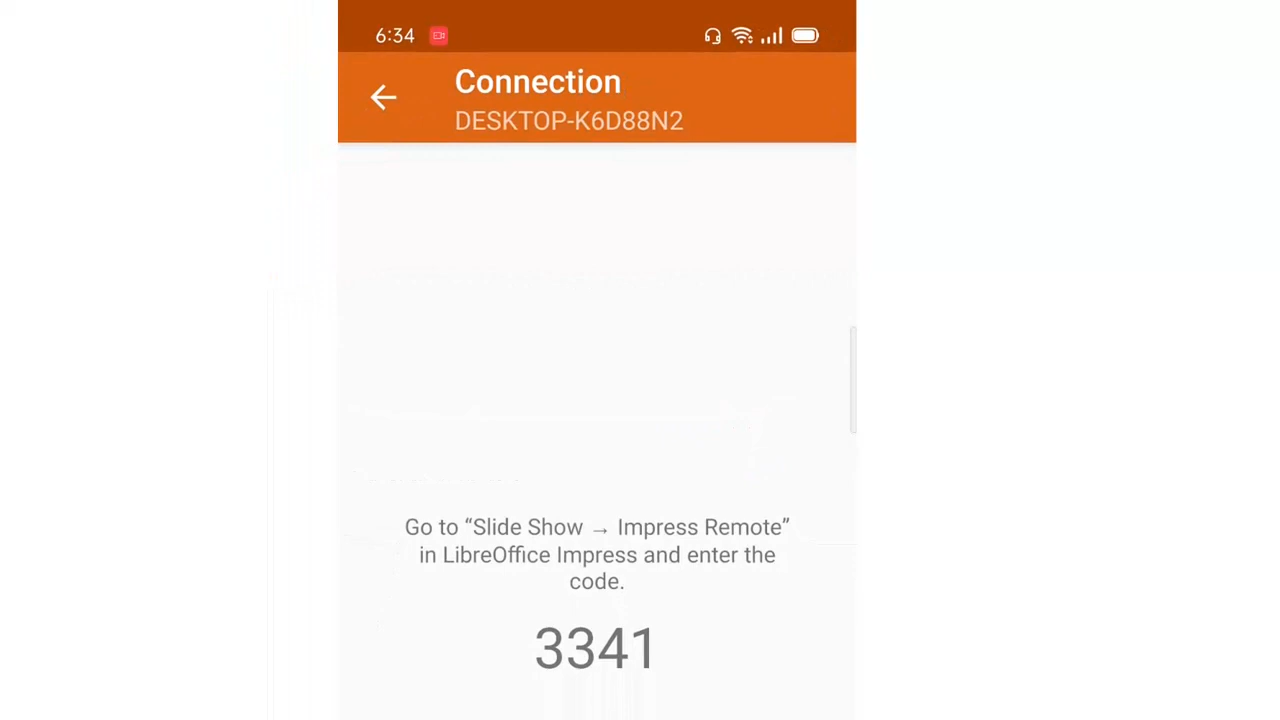 6:34
Connection
DESKTOP-K6D88N2
Go to “Slide Show → Impress Remote”
in LibreOffice Impress and enter the
code.
3341